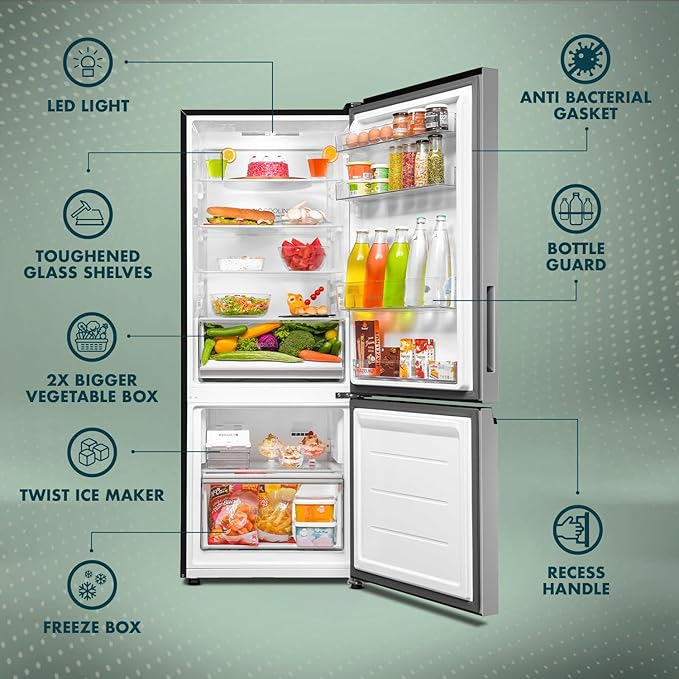 LED LIGHT
TOUGHENED
GLASS SHELVES
2X BIGGER
VEGETABLE BOX
TWIST ICE MAKER
FREEZE BOX
ANTI BACTERIAL
GASKET
BOTTLE
GUARD
RECESS
HANDLE